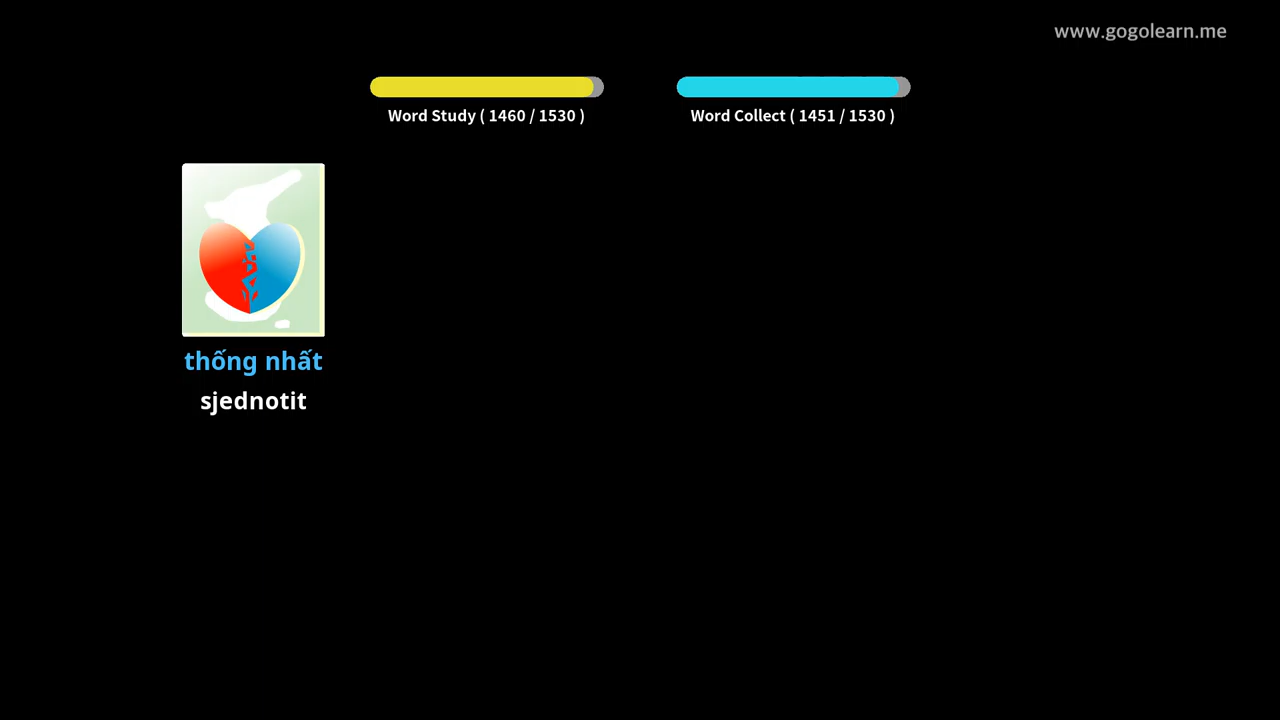 www.gogolearn.me
Word Study ( 1460 / 1530 )
Word Collect ( 1451 / 1530 )
thống nhất
sjednotit